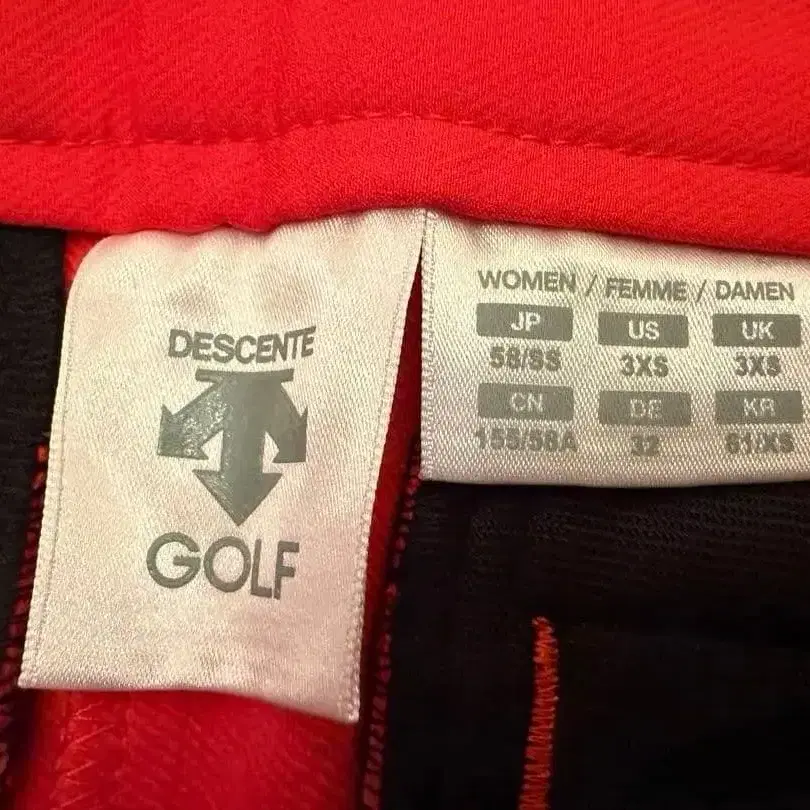 DESCENTE
GOLF
WOMEN / FEMME / DAMEN
JP US UK
58/SS 3XS 3XS
CN DE KR
155/58A 32 61/XS